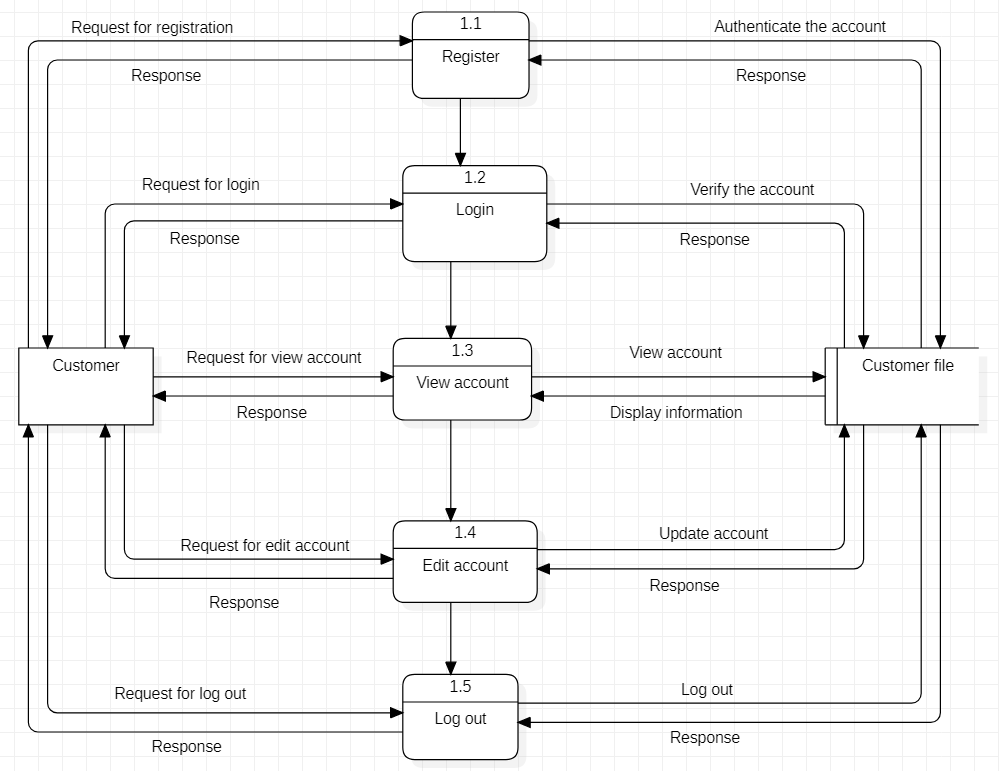 1.1
Request for registration
Authenticate the account
Register
Response
Response
1.2
Request for login
Verify the account
Login
Response
Response
1.3
Request for view account
View account
Customer
View account
Customer file
Response
Display information
1.4
Request for edit account
Update account
Edit account
Response
Response
1.5
Request for log out
Log out
Log out
Response
Response